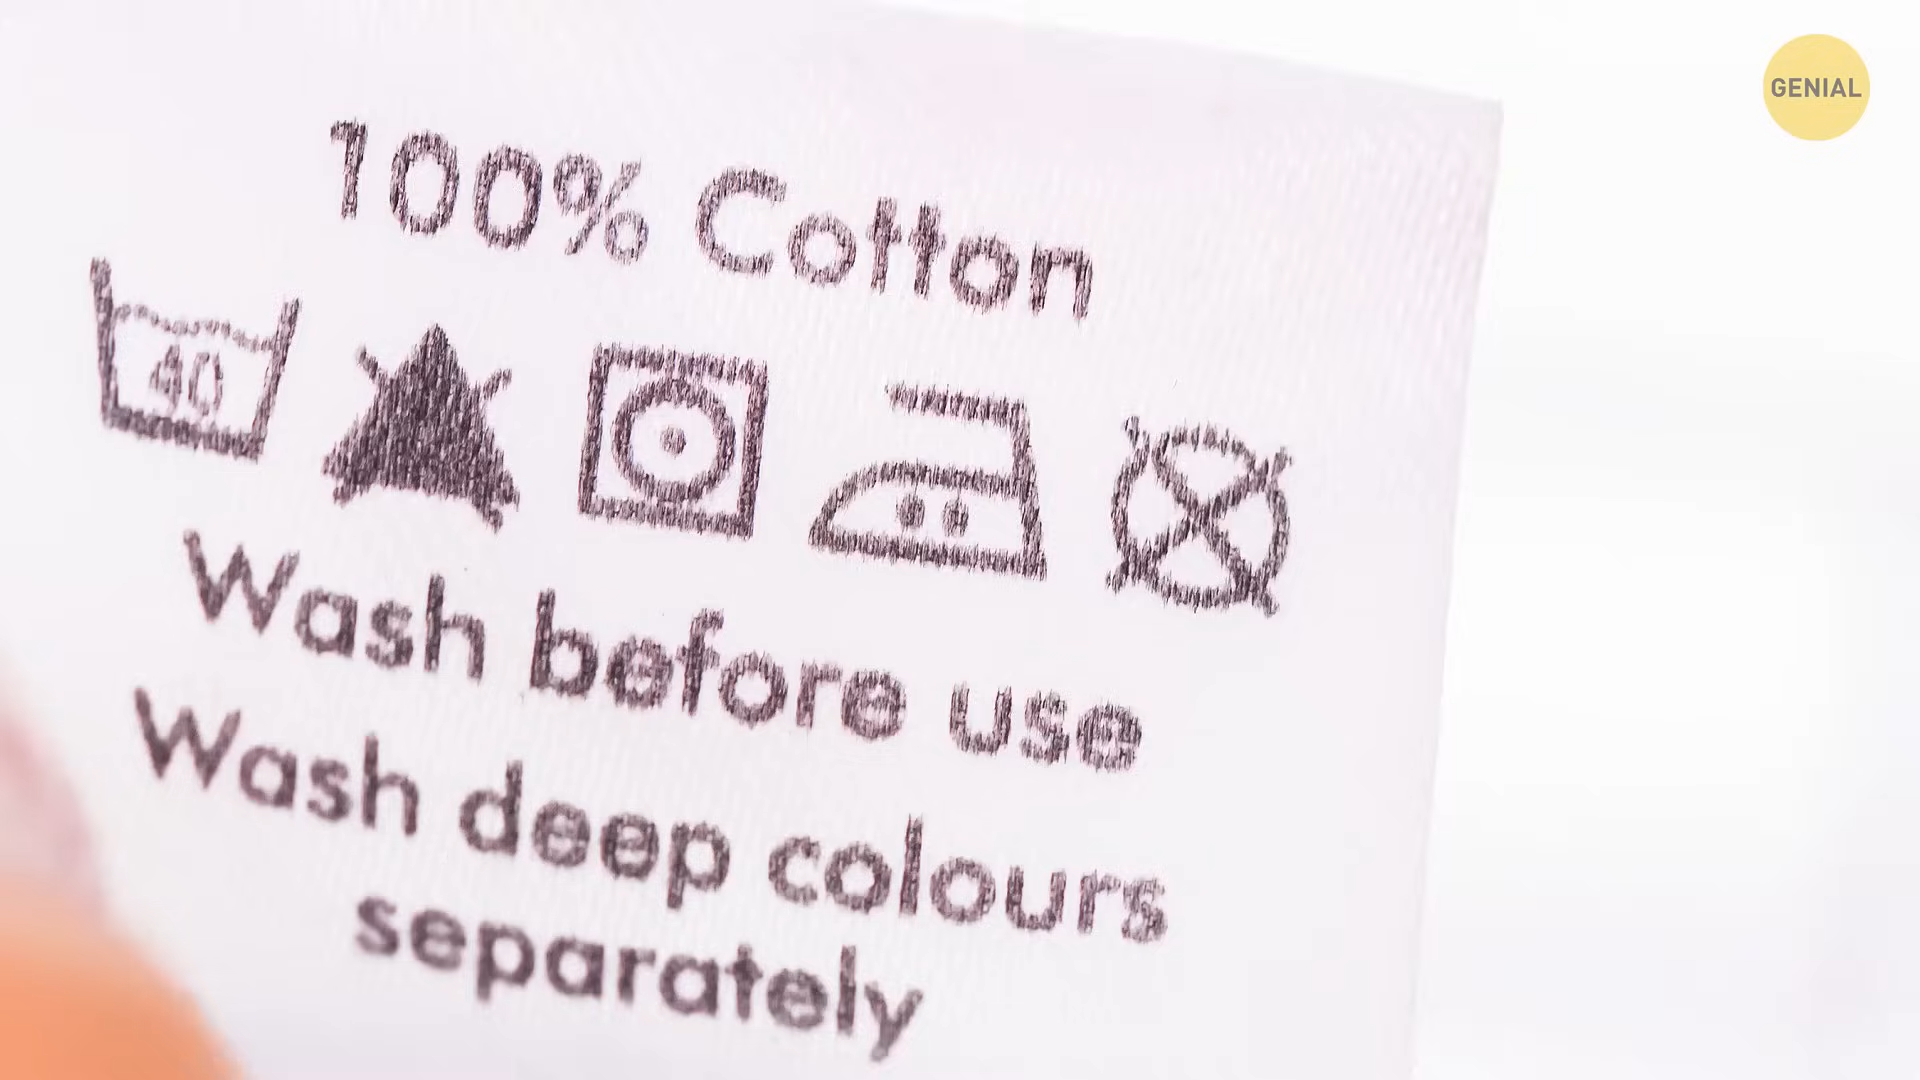 GENIAL
100% Cotton
40
Wash before use
Wash deep colours
separately